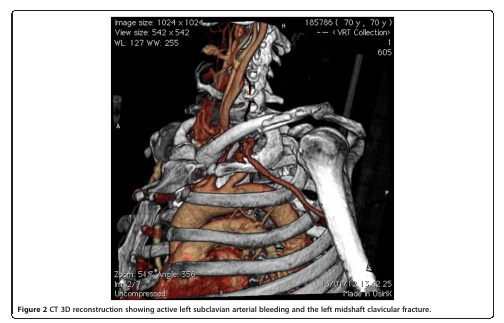 Image size: 1024 x 1024
View size: 542 x 542
WL: 127 WW: 255
185786 ( 70 y , 70 y )
-- < VRT Collection>
I
605
H
A
P
Zoom: 54% Angle: 358
Im: 2/7
Uncompressed
Made In OsiriX
Figure 2 CT 3D reconstruction showing active left subclavian arterial bleeding and the left midshaft clavicular fracture.